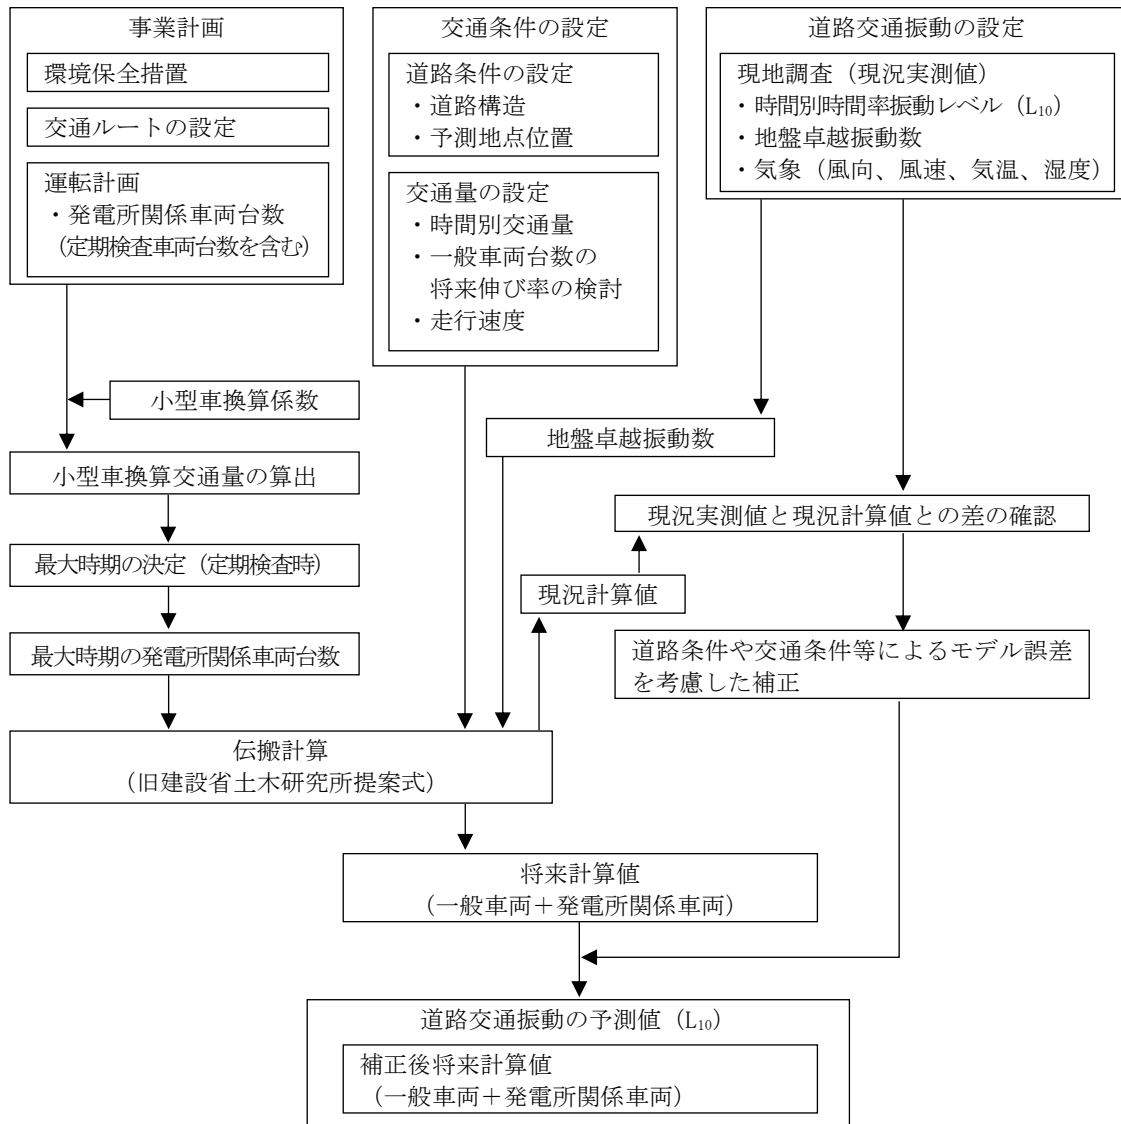 事業計画
環境保全措置
交通ルートの設定
運転計画
・発電所関係車両台数
（定期検査車両台数を含む）
交通条件の設定
道路条件の設定
・道路構造
・予測地点位置
交通量の設定
・時間別交通量
・一般車両台数の
将来伸び率の検討
・走行速度
道路交通振動の設定
現地調査（現況実測値）
・時間別時間率振動レベル（L₁₀）
・地盤卓越振動数
・気象（風向、風速、気温、湿度）
小型車換算係数
地盤卓越振動数
小型車換算交通量の算出
現況実測値と現況計算値との差の確認
最大時期の決定（定期検査時）
現況計算値
最大時期の発電所関係車両台数
道路条件や交通条件等によるモデル誤差
を考慮した補正
伝搬計算
（旧建設省土木研究所提案式）
将来計算値
（一般車両＋発電所関係車両）
道路交通振動の予測値（L₁₀）
補正後将来計算値
（一般車両＋発電所関係車両）